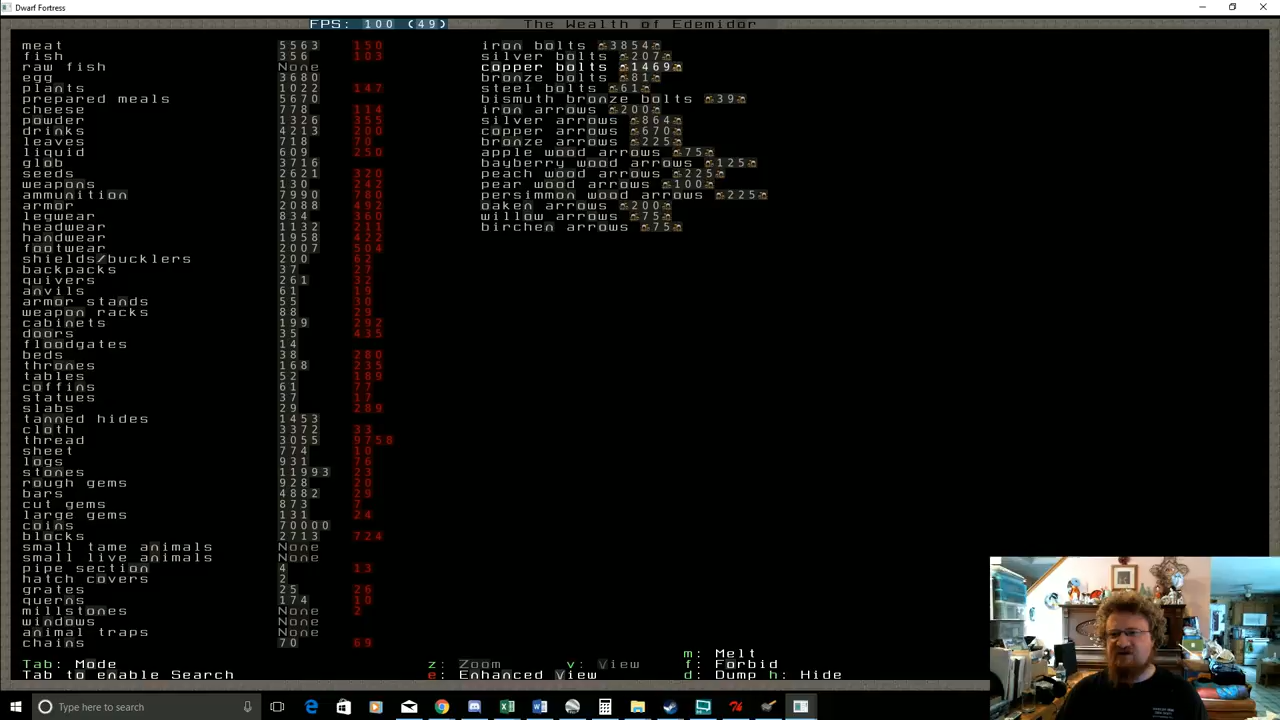 Dwarf Fortress
FPS: 100 (49) The Wealth of Edemidor
meat 5563 150 iron bolts 3854
fish 356 103 silver bolts 207
raw fish None copper bolts 1469
egg 3680 bronze bolts 81
plants 1022 147 steel bolts 61
prepared meals 5670 bismuth bronze bolts 39
cheese 778 114 iron arrows 200
powder 1326 355 silver arrows 864
drinks 4213 200 copper arrows 670
leaves 718 70 bronze arrows 225
liquid 609 250 apple wood arrows 75
glob 3716 bayberry wood arrows 125
seeds 2621 320 peach wood arrows 225
weapons 130 242 pear wood arrows 100
ammunition 7990 780 persimmon wood arrows 225
armor 2088 492 oaken arrows 200
legwear 834 360 willow arrows 75
headwear 1132 211 birchen arrows 75
handwear 1958 422
footwear 2007 504
shields/bucklers 200 62
backpacks 37 27
quivers 261 32
anvils 61 19
armor stands 55 30
weapon racks 88 29
cabinets 199 292
doors 35 435
floodgates 14
beds 38 280
thrones 168 235
tables 52 189
coffins 61 77
statues 37 17
slabs 29 289
tanned hides 1453
cloth 3372 33
thread 3055 9758
sheet 774 10
logs 931 76
stones 11993 23
rough gems 928 20
bars 4882 29
cut gems 873 7
large gems 131 24
coins 70000
blocks 2713 724
small tame animals None
small live animals None
pipe section 4 13
hatch covers 2
grates 25 26
querns 174 10
millstones None 2
windows None
animal traps None
chains 70 69
m: Melt
Tab: Mode z: Zoom v: View f: Forbid
Tab to enable Search e: Enhanced View d: Dump h: Hide
Type here to search